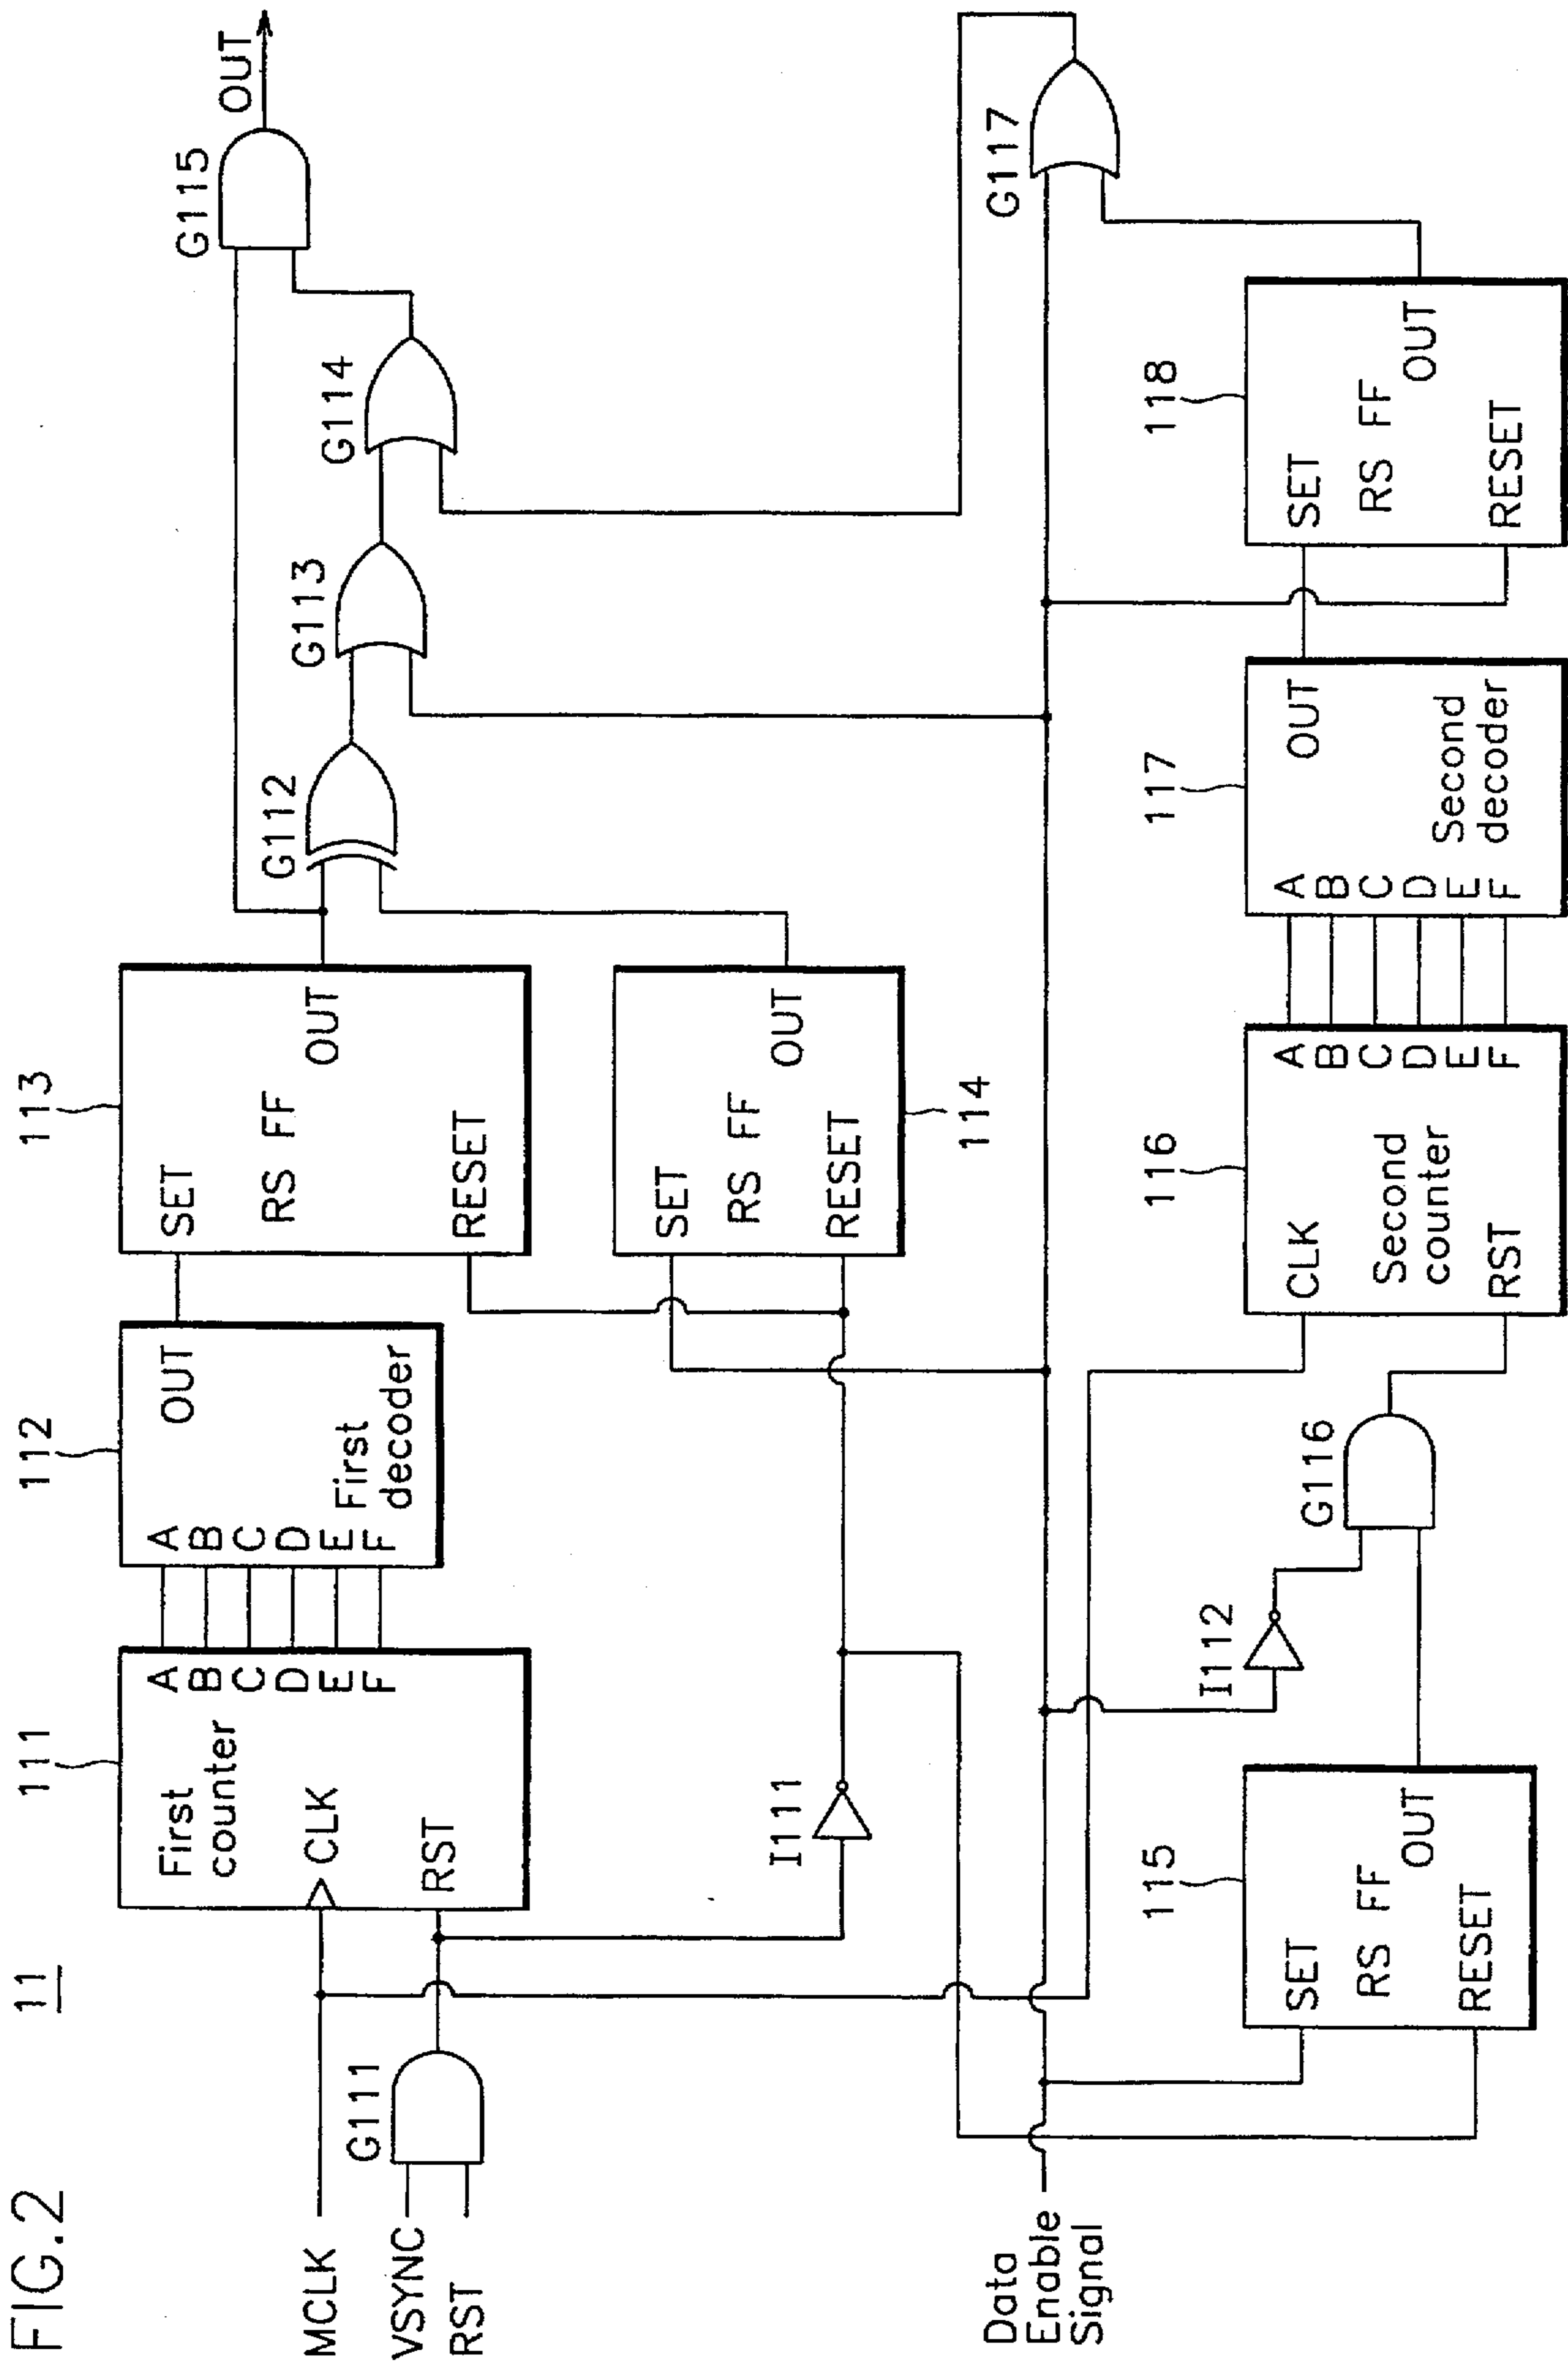 FIG.2
11
MCLK
VSYNC
RST
G111
111
First
counter
CLK
RST
A
B
C
D
E
F
112
A
B
C
D
E
F
OUT
First
decoder
113
SET
RS FF
OUT
RESET
I111
SET
RS FF
OUT
RESET
114
G112
G113
G114
G115
OUT
Data
Enable
Signal
115
SET
RS FF
OUT
RESET
I112
G116
116
CLK
Second
counter
RST
A
B
C
D
E
F
117
A
B
C
D
E
F
OUT
Second
decoder
118
SET
RS FF
OUT
RESET
G117